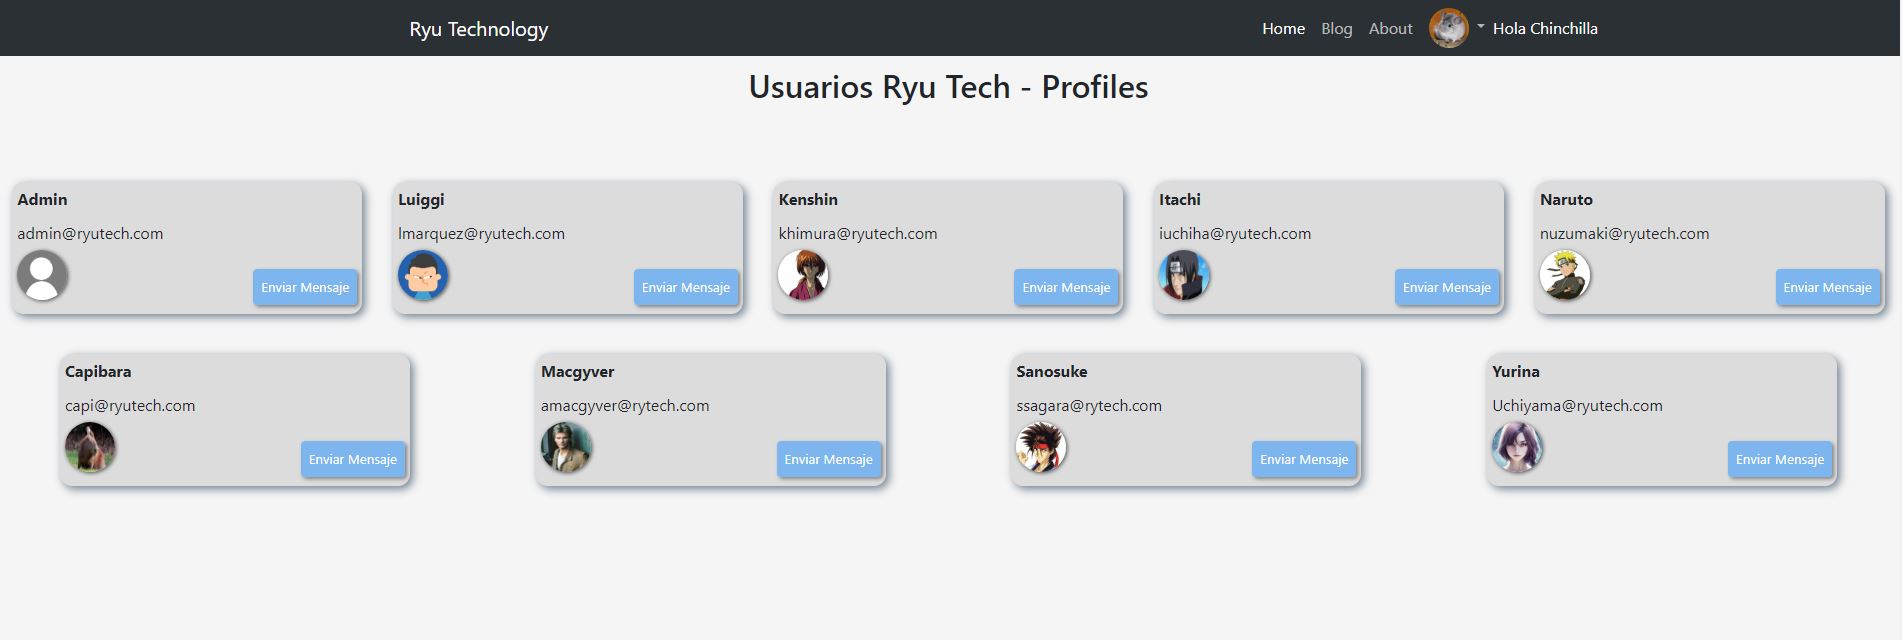 Ryu Technology Home Blog About Hola Chinchilla
Usuarios Ryu Tech - Profiles
Admin
admin@ryutech.com
Enviar Mensaje
Luiggi
lmarquez@ryutech.com
Enviar Mensaje
Kenshin
khimura@ryutech.com
Enviar Mensaje
Itachi
iuchiha@ryutech.com
Enviar Mensaje
Naruto
nuzumaki@ryutech.com
Enviar Mensaje
Capibara
capi@ryutech.com
Enviar Mensaje
Macgyver
amacgyver@rytech.com
Enviar Mensaje
Sanosuke
ssagara@rytech.com
Enviar Mensaje
Yurina
Uchiyama@ryutech.com
Enviar Mensaje